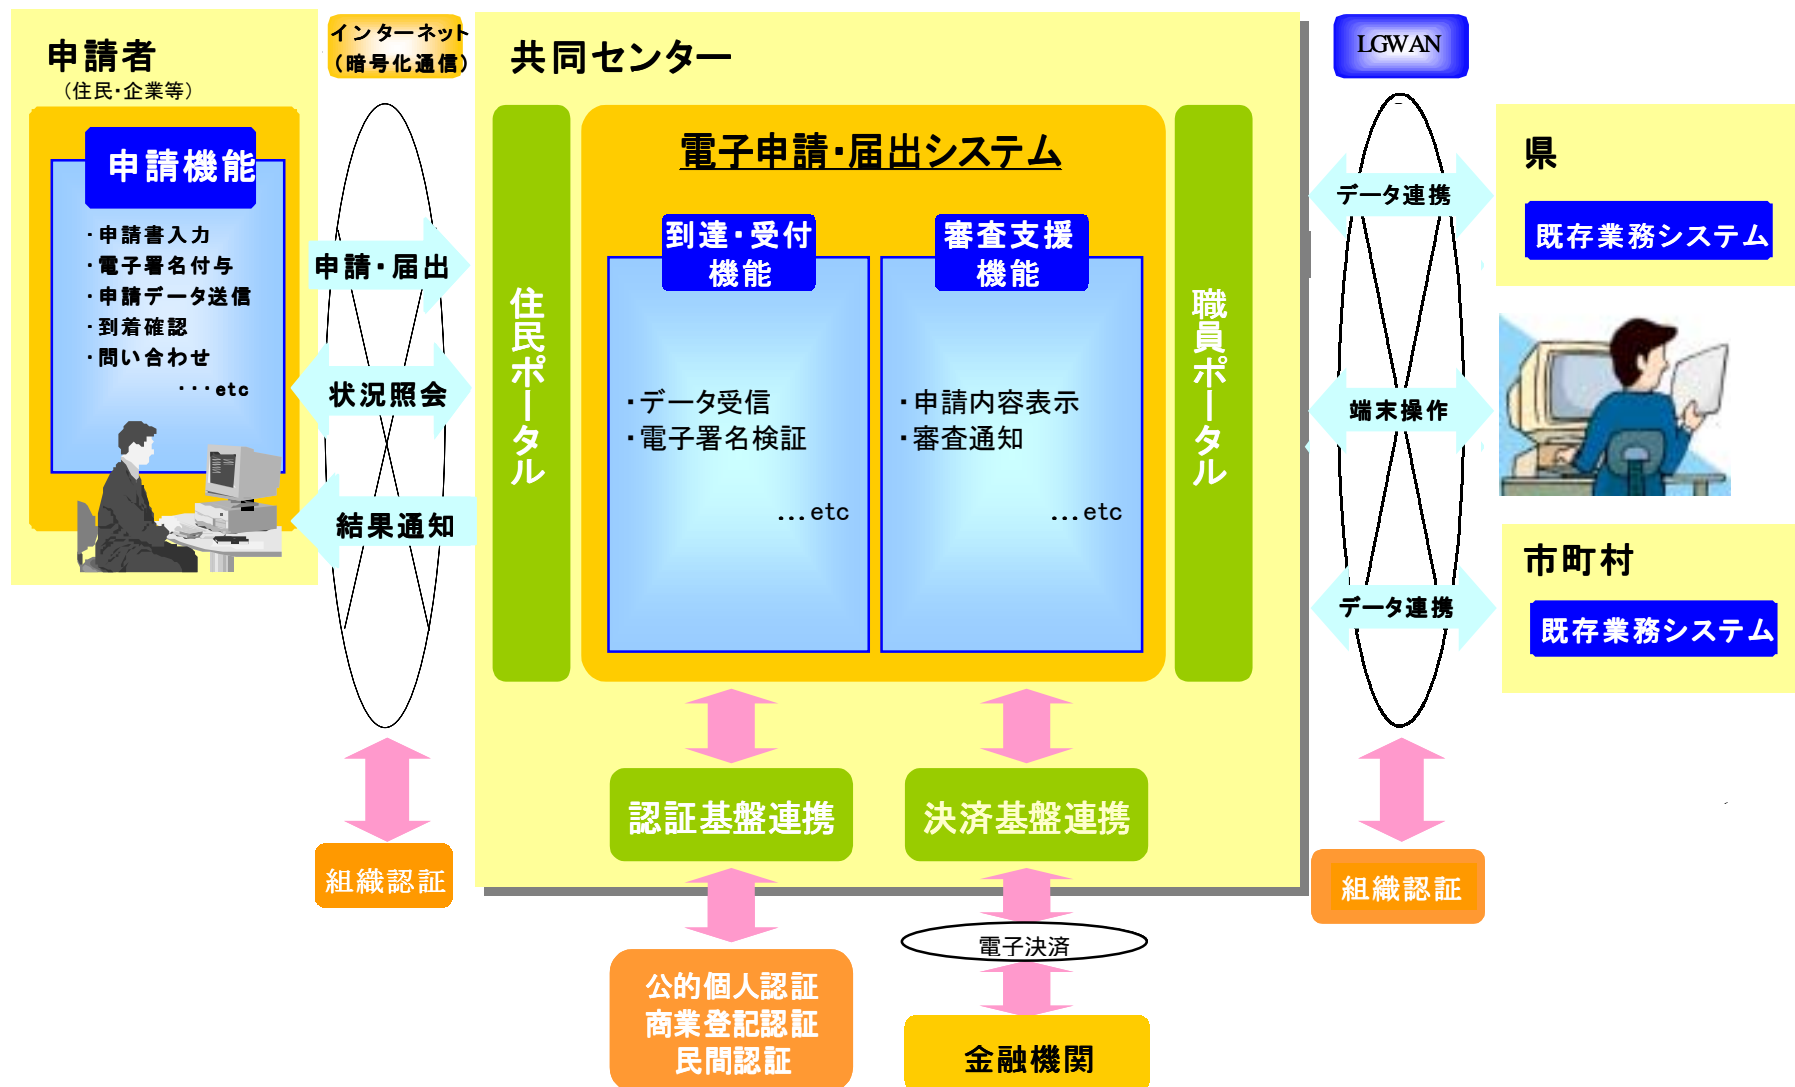 申請者
(住民・企業等)
申請機能
・申請書入力
・電子署名付与
・申請データ送信
・到着確認
・問い合わせ
・・・etc
インターネット
(暗号化通信)
申請・届出
状況照会
結果通知
組織認証
共同センター
住民ポータル
電子申請・届出システム
到達・受付
機能
・データ受信
・電子署名検証
...etc
審査支援
機能
・申請内容表示
・審査通知
...etc
職員ポータル
認証基盤連携
決済基盤連携
公的個人認証
商業登記認証
民間認証
電子決済
金融機関
LGWAN
データ連携
端末操作
データ連携
組織認証
県
既存業務システム
市町村
既存業務システム